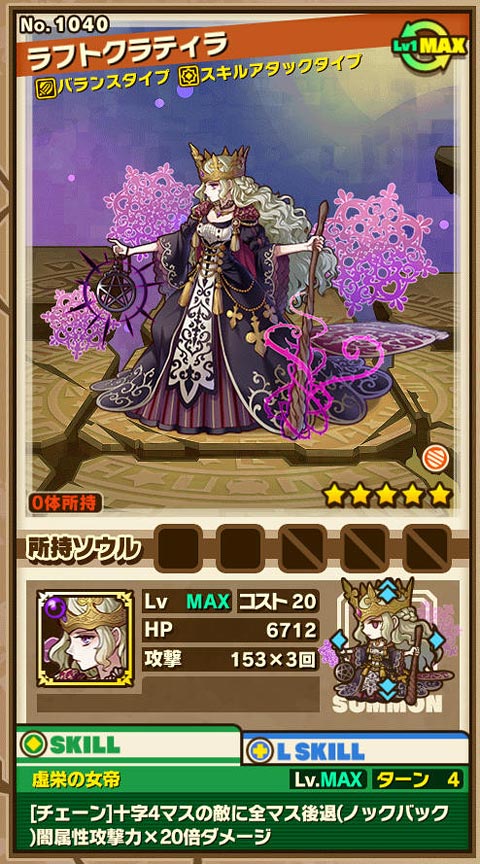 No. 1040
ラフトクラティラ
Lv1 MAX
バランスタイプ スキルアタックタイプ
0体所持
所持ソウル
Lv MAX コスト 20
HP 6712
攻撃 153×3回
SUMMON
SKILL
L SKILL
虚栄の女帝 Lv.MAX ターン 4
[チェーン]十字4マスの敵に全マス後退(ノックバック
)闇属性攻撃力×20倍ダメージ